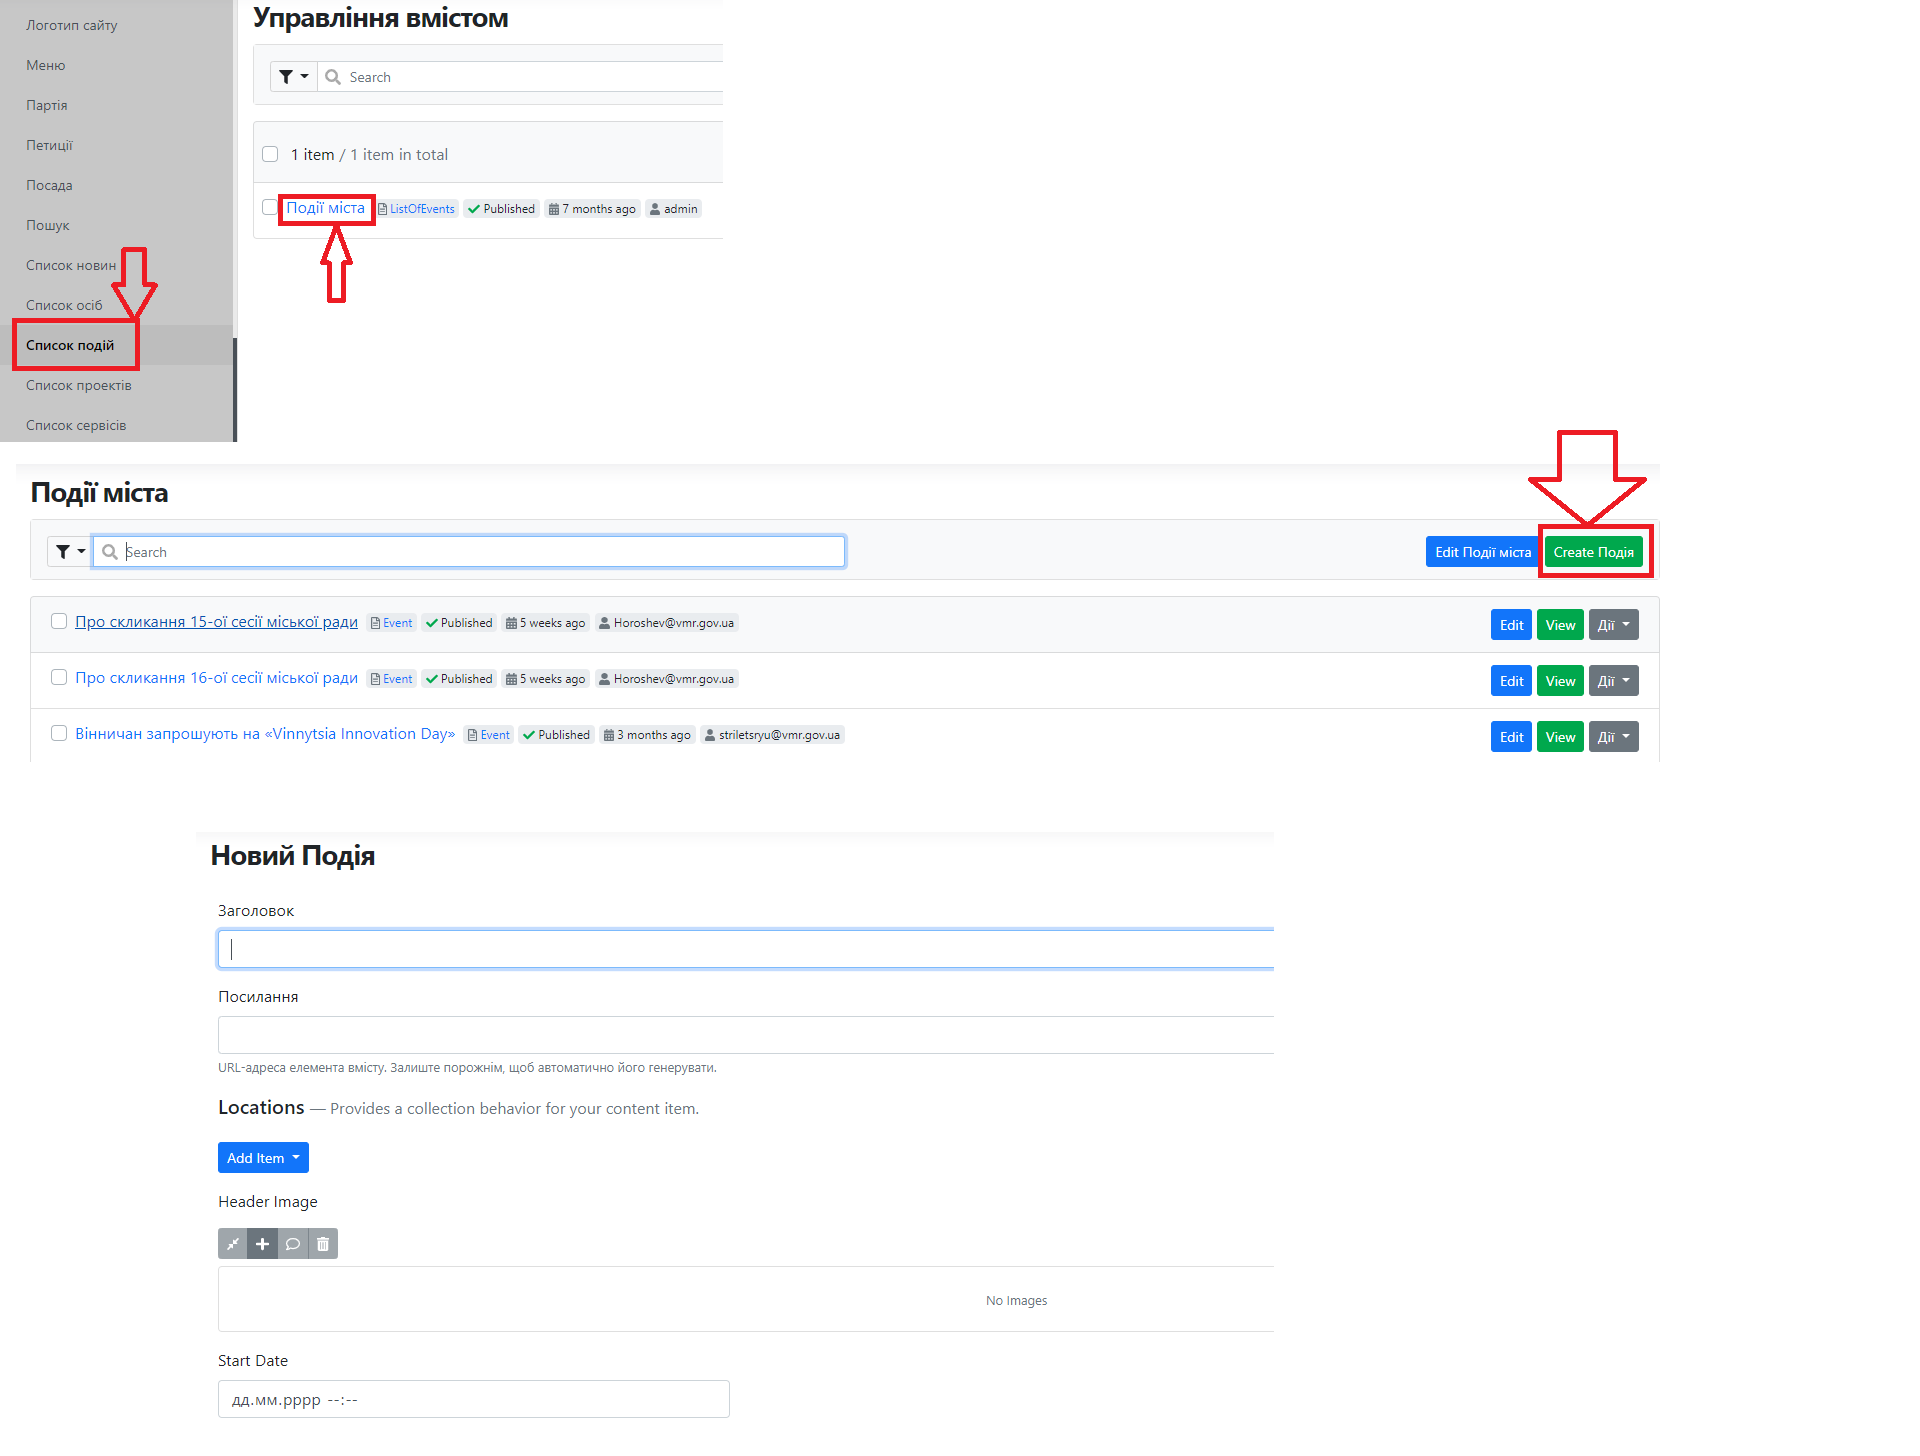 Логотип сайту
Меню
Партія
Петиції
Посада
Пошук
Список новин
Список осіб
Список подій
Список проектів
Список сервісів
Управління вмістом
Search
1 item / 1 item in total
Події міста ListOfEvents Published 7 months ago admin
Події міста
Search Edit Події міста Create Подія
Про скликання 15-ої сесії міської ради Event Published 5 weeks ago Horoshev@vmr.gov.ua Edit View Дії
Про скликання 16-ої сесії міської ради Event Published 5 weeks ago Horoshev@vmr.gov.ua Edit View Дії
Вінничан запрошують на «Vinnytsia Innovation Day» Event Published 3 months ago striletsryu@vmr.gov.ua Edit View Дії
Новий Подія
Заголовок
Посилання
URL-адреса елемента вмісту. Залиште порожнім, щоб автоматично його генерувати.
Locations — Provides a collection behavior for your content item.
Add Item
Header Image
No Images
Start Date
дд.мм.рррр --:--